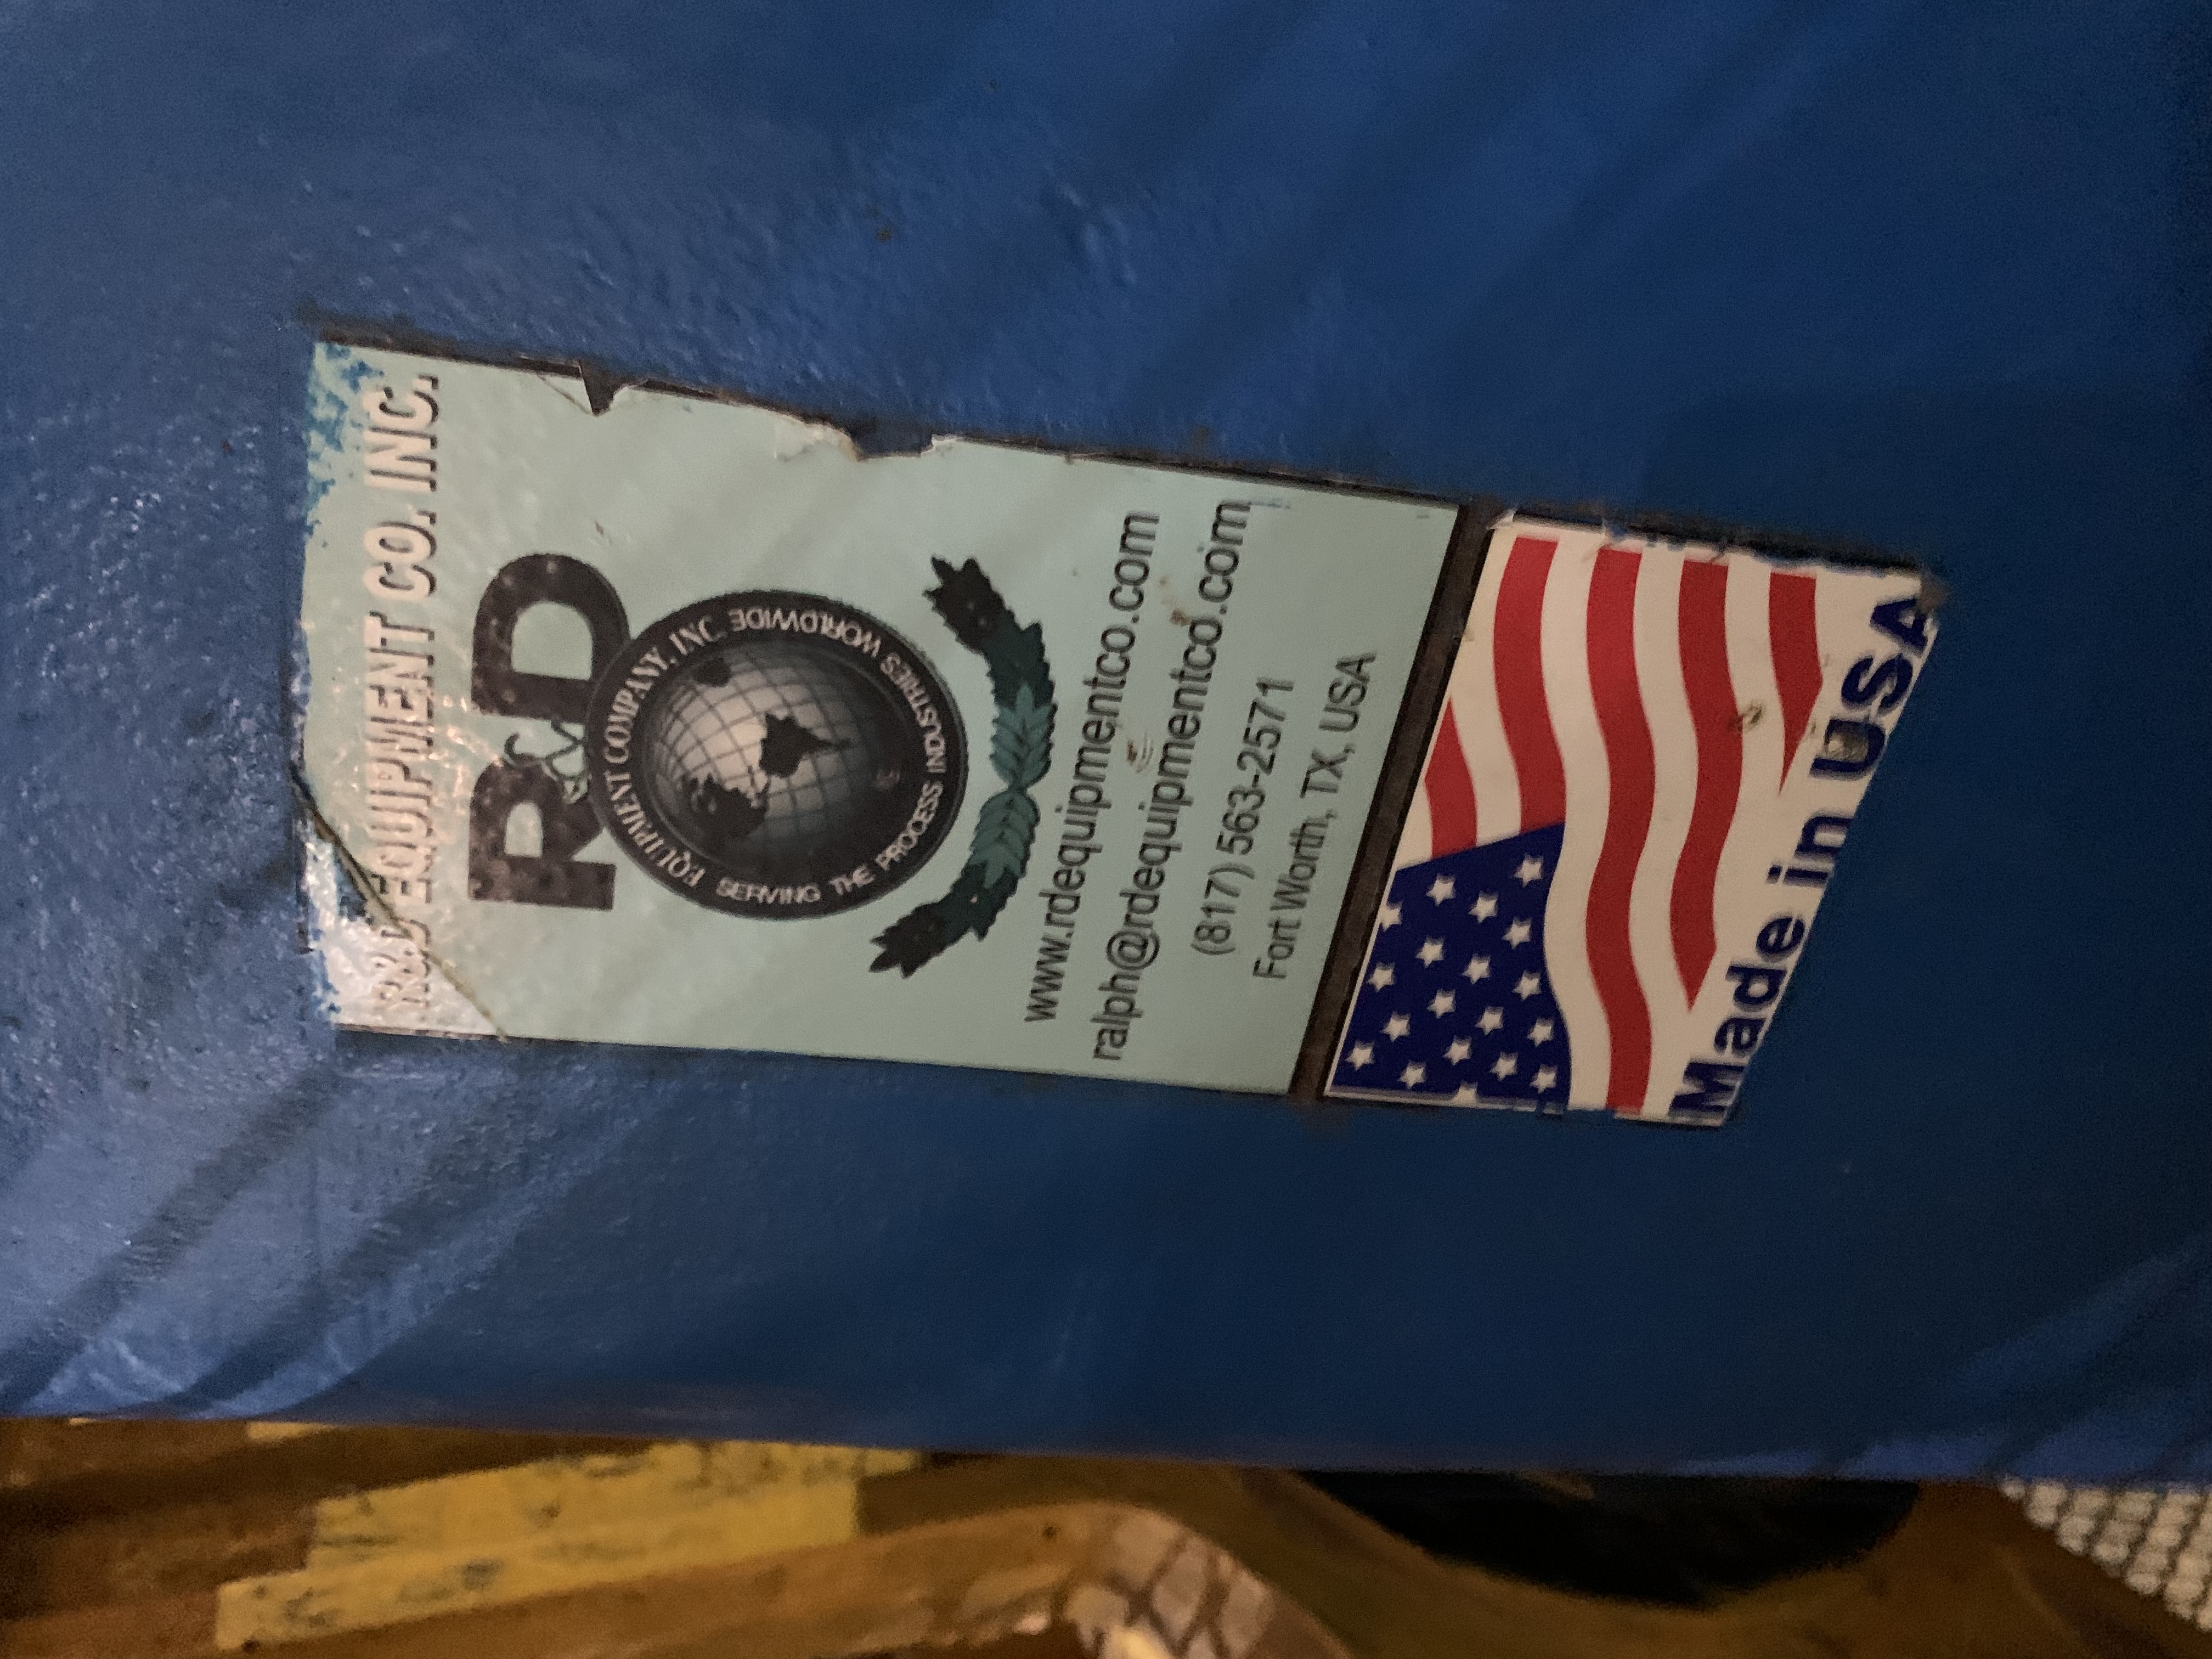 R&D EQUIPMENT CO. INC.
R&D
EQUIPMENT COMPANY, INC.
SERVING THE PROCESS INDUSTRIES WORLDWIDE
www.rdequipmentco.com
ralph@rdequipmentco.com
(817) 563-2571
Fort Worth, TX, USA
Made in USA